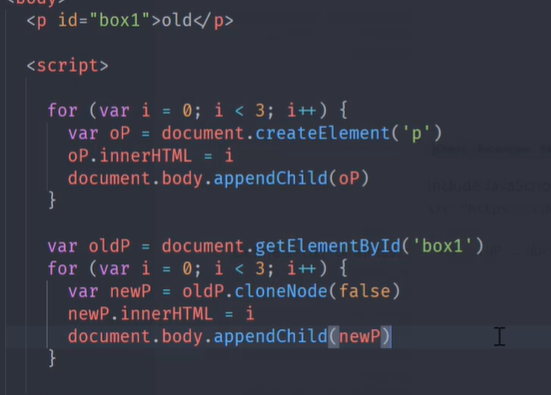 <body>
<p id="box1">old</p>
<script>
for (var i = 0; i < 3; i++) {
var oP = document.createElement('p')
oP.innerHTML = i
document.body.appendChild(oP)
}
var oldP = document.getElementById('box1')
for (var i = 0; i < 3; i++) {
var newP = oldP.cloneNode(false)
newP.innerHTML = i
document.body.appendChild(newP)
}